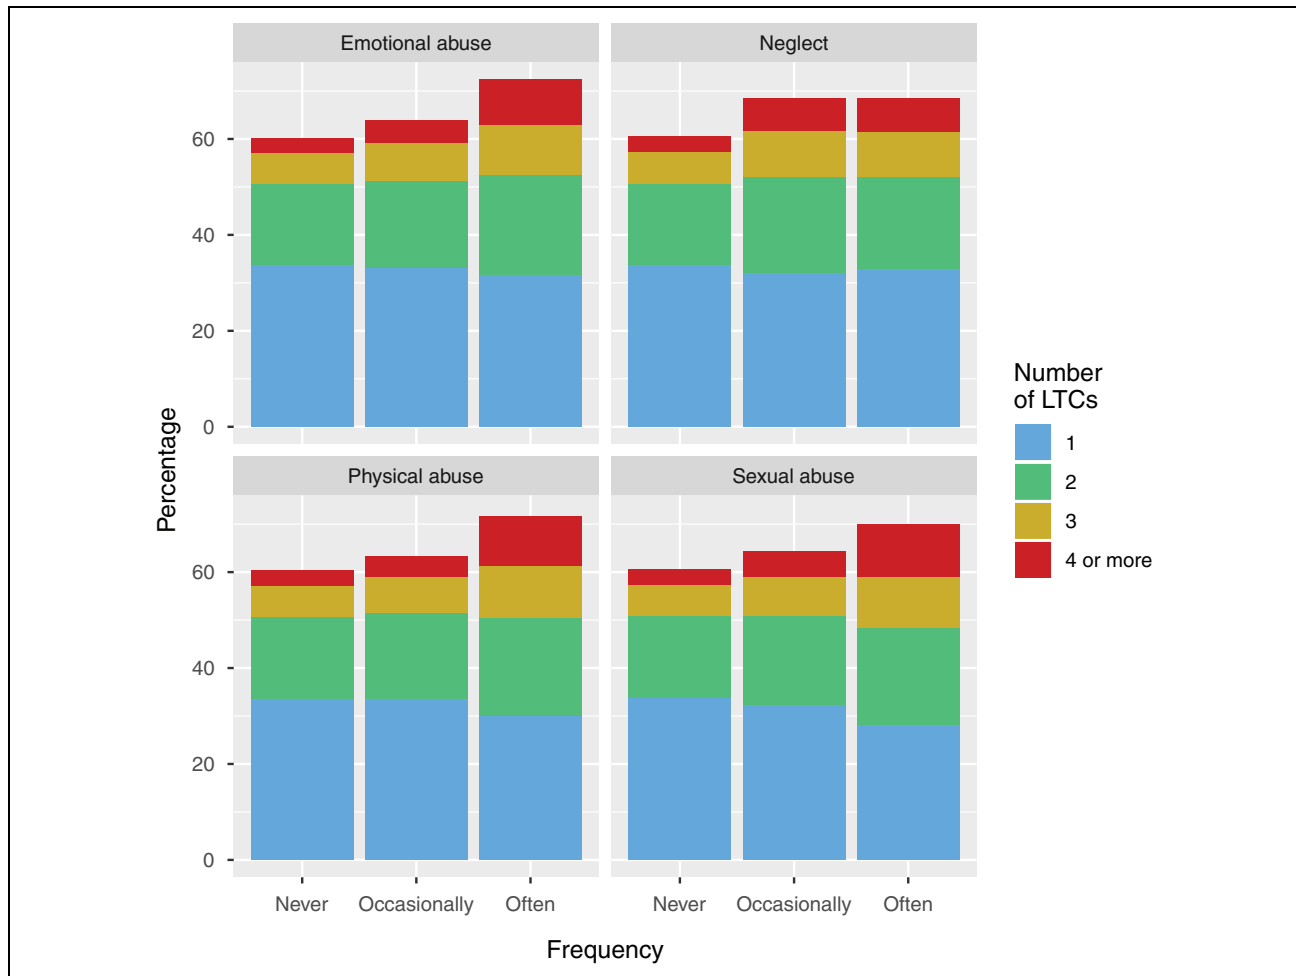 Emotional abuse
Neglect
60
40
20
0
Physical abuse
Sexual abuse
60
40
20
0
Never
Occasionally
Often
Never
Occasionally
Often
Percentage
Frequency
Number
of LTCs
1
2
3
4 or more